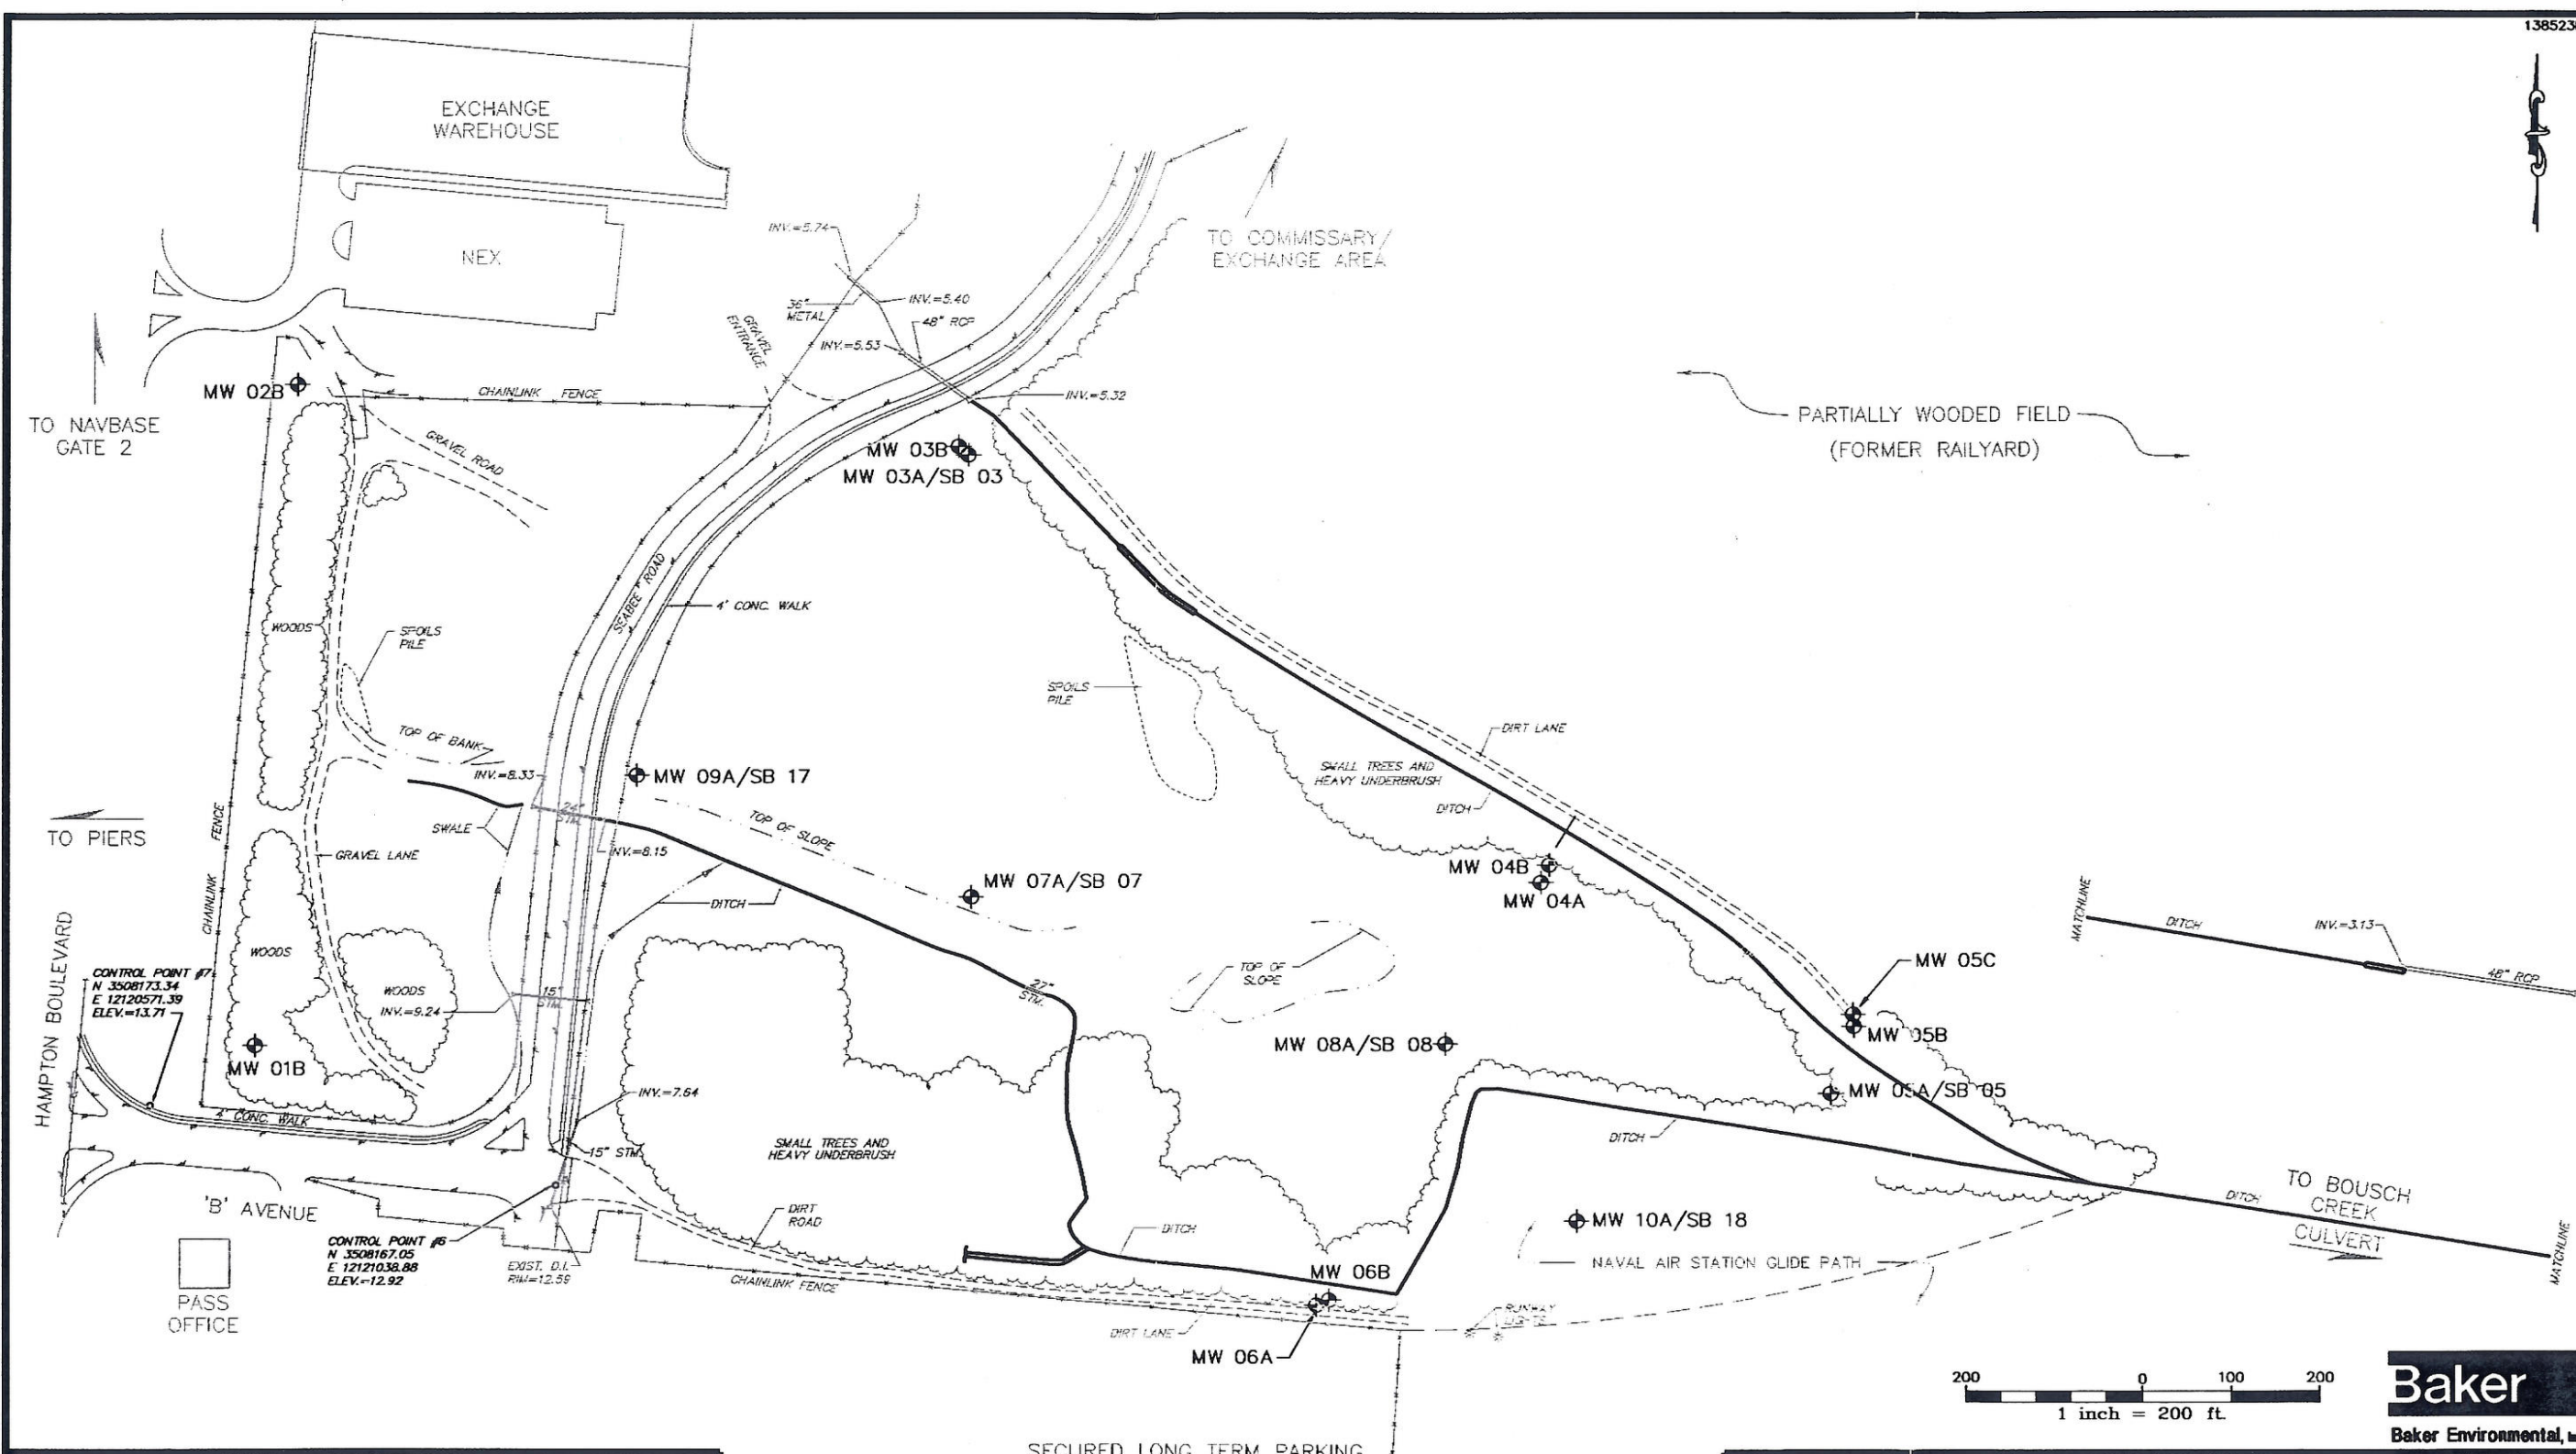 138523
EXCHANGE
WAREHOUSE
NEX
INV.=5.74
TO COMMISSARY/
EXCHANGE AREA
36"
METAL
INV.=5.40
48" RCP
GRAVEL
ENTRANCE
INV.=5.53
INV.=5.32
MW 02B
CHAINLINK FENCE
TO NAVBASE
GATE 2
PARTIALLY WOODED FIELD
(FORMER RAILYARD)
GRAVEL ROAD
MW 03B
MW 03A/SB 03
SEABEE ROAD
4' CONC. WALK
WOODS
SPOILS
PILE
SPOILS
PILE
DIRT LANE
TOP OF BANK
SMALL TREES AND
HEAVY UNDERBRUSH
DITCH
INV.=8.33
MW 09A/SB 17
24"
STM.
TOP OF SLOPE
SWALE
TO PIERS
CHAINLINK FENCE
GRAVEL LANE
INV.=8.15
MW 04B
MW 04A
MW 07A/SB 07
DITCH
MATCHLINE
DITCH
INV.=3.13
48" RCP
HAMPTON BOULEVARD
WOODS
CONTROL POINT #7
N 3508173.34
E 12120571.39
ELEV.=13.71
WOODS
15"
STM.
INV.=9.24
27"
STM.
TOP OF
SLOPE
MW 05C
MW 05B
MW 01B
MW 08A/SB 08
MW 05A/SB 05
INV.=7.64
4' CONC. WALK
15" STM.
SMALL TREES AND
HEAVY UNDERBRUSH
DITCH
'B' AVENUE
DIRT
ROAD
DITCH
MW 10A/SB 18
TO BOUSCH
CREEK
CULVERT
DITCH
MATCHLINE
CONTROL POINT #6
N 3508167.05
E 12121038.88
ELEV.=12.92
EXIST. D.I.
RIM=12.59
CHAINLINK FENCE
MW 06B
NAVAL AIR STATION GLIDE PATH
PASS
OFFICE
RUNWAY
LIGHTS
DIRT LANE
MW 06A
200 0 100 200
1 inch = 200 ft.
Baker
Baker Environmental,
SECURED LONG TERM PARKING